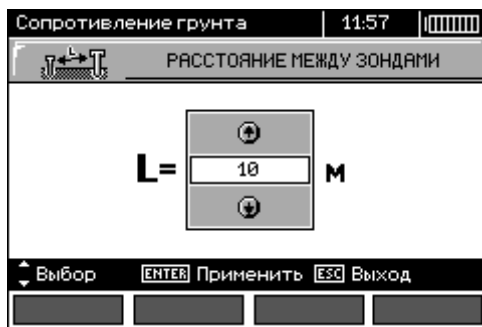 Сопротивление грунта 11:57
L
РАССТОЯНИЕ МЕЖДУ ЗОНДАМИ
L= 10 м
Выбор ENTER Применить ESC Выход